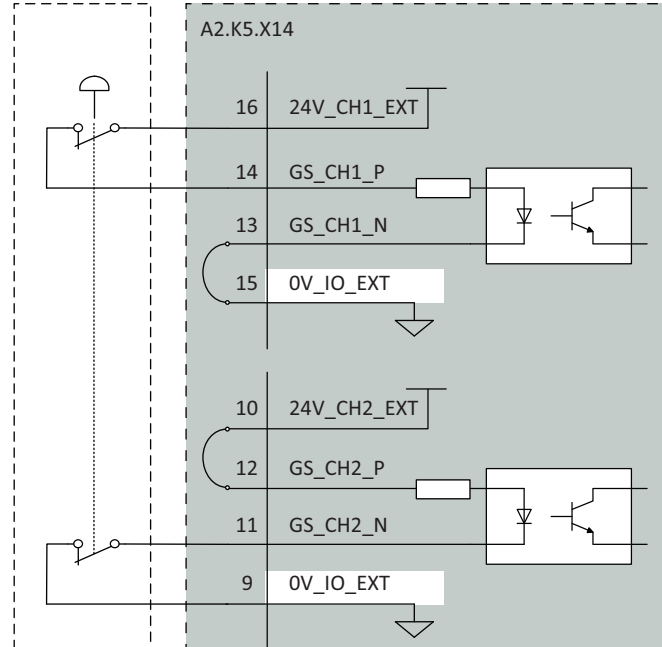 A2.K5.X14
16 24V_CH1_EXT
14 GS_CH1_P
13 GS_CH1_N
15 0V_IO_EXT
10 24V_CH2_EXT
12 GS_CH2_P
11 GS_CH2_N
9 0V_IO_EXT